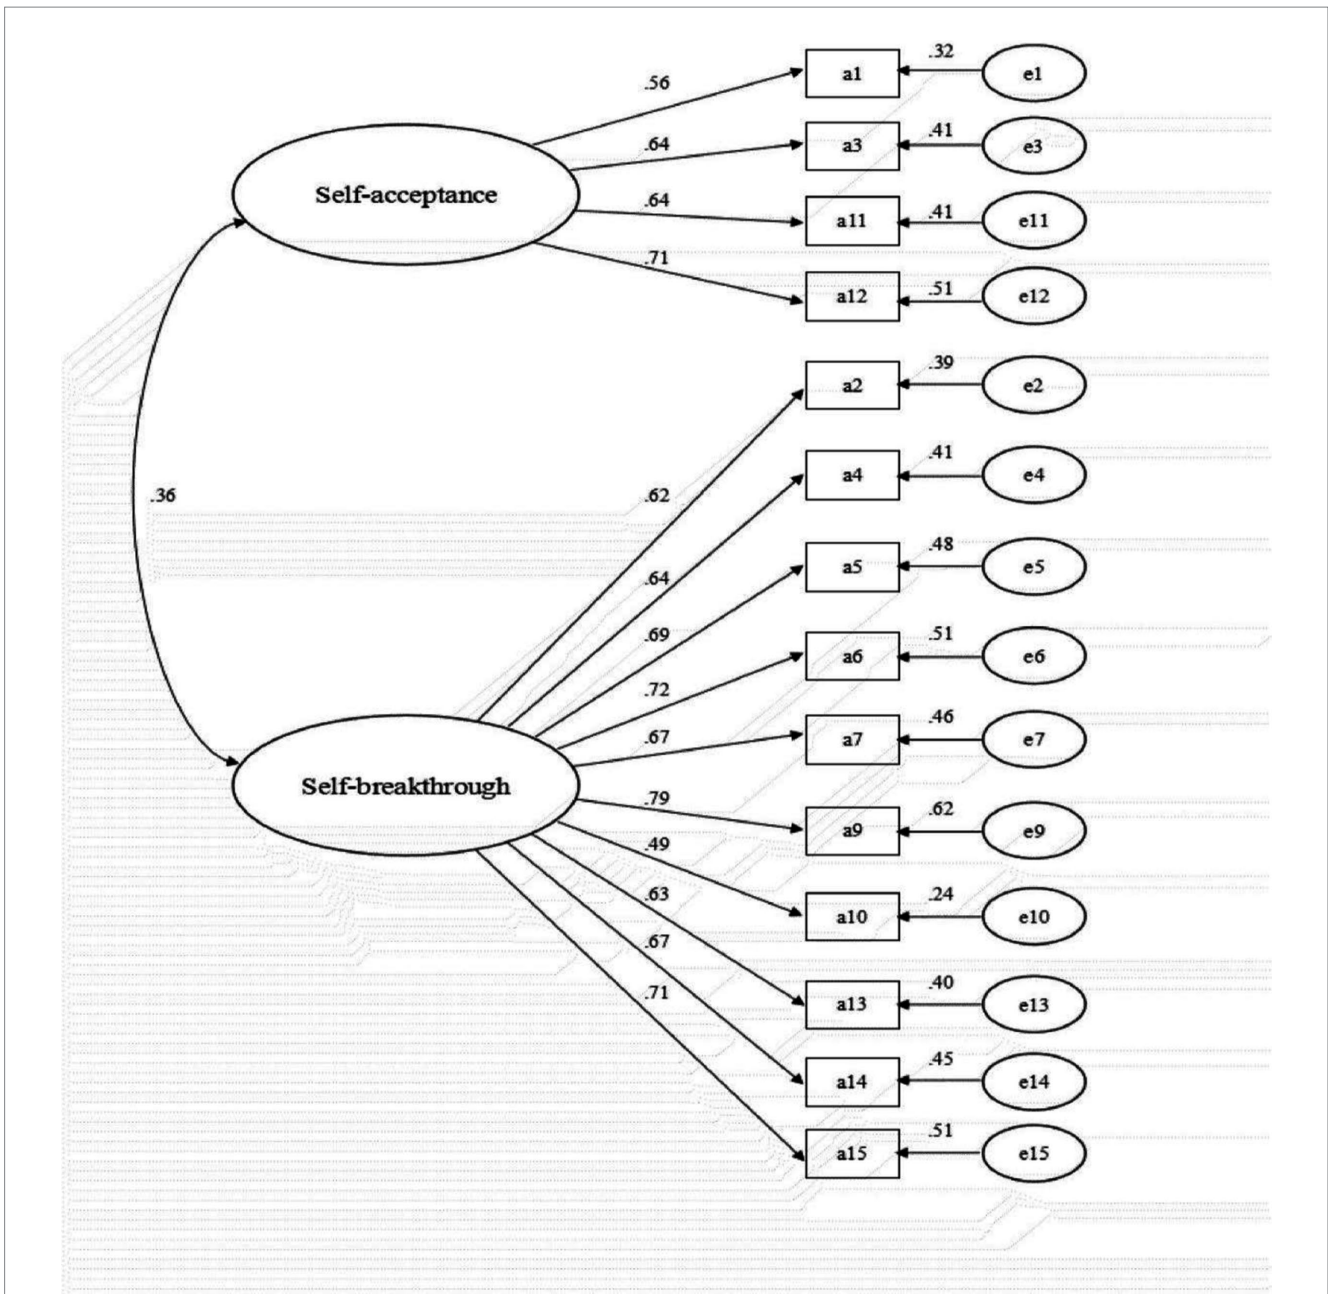 .56 a1 .32 e1
.64 a3 .41 e3
Self-acceptance
.64 a11 .41 e11
.71 a12 .51 e12
.39
a2 e2
.36 .62 a4 .41 e4
.64 a5 .48 e5
.69 a6 .51 e6
.72 a7 .46 e7
.67
Self-breakthrough
.79 a9 .62 e9
.49 a10 .24 e10
.63
.67 a13 .40 e13
.71 a14 .45 e14
a15 .51 e15